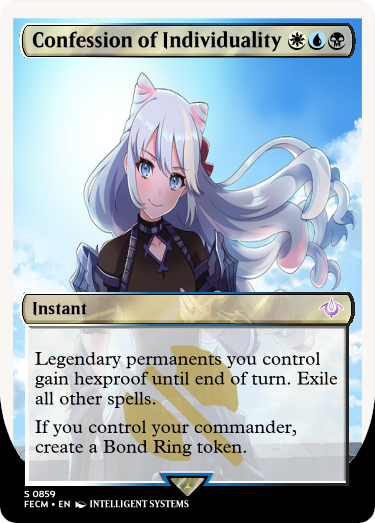 Confession of Individuality
Instant
Legendary permanents you control
gain hexproof until end of turn. Exile
all other spells.
If you control your commander,
create a Bond Ring token.
S 0859
FECM • EN INTELLIGENT SYSTEMS